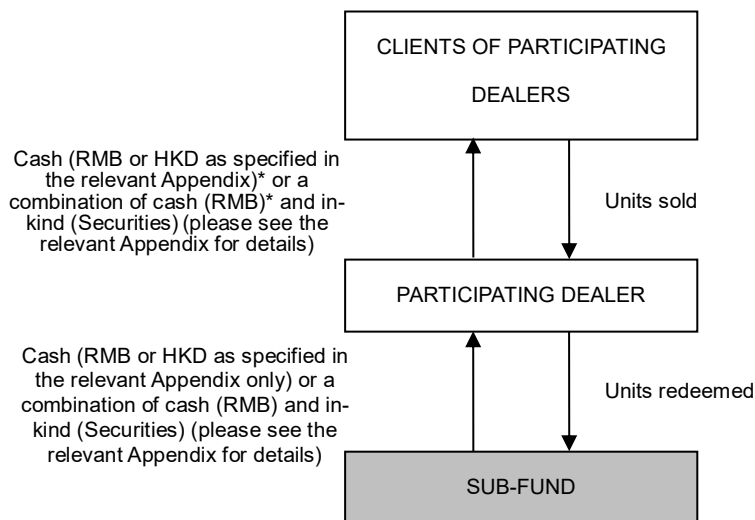 CLIENTS OF PARTICIPATING
DEALERS
Cash (RMB or HKD as specified in
the relevant Appendix)* or a
combination of cash (RMB)* and in-
kind (Securities) (please see the
relevant Appendix for details)
Units sold
PARTICIPATING DEALER
Cash (RMB or HKD as specified in
the relevant Appendix only) or a
combination of cash (RMB) and in-
kind (Securities) (please see the
relevant Appendix for details)
Units redeemed
SUB-FUND